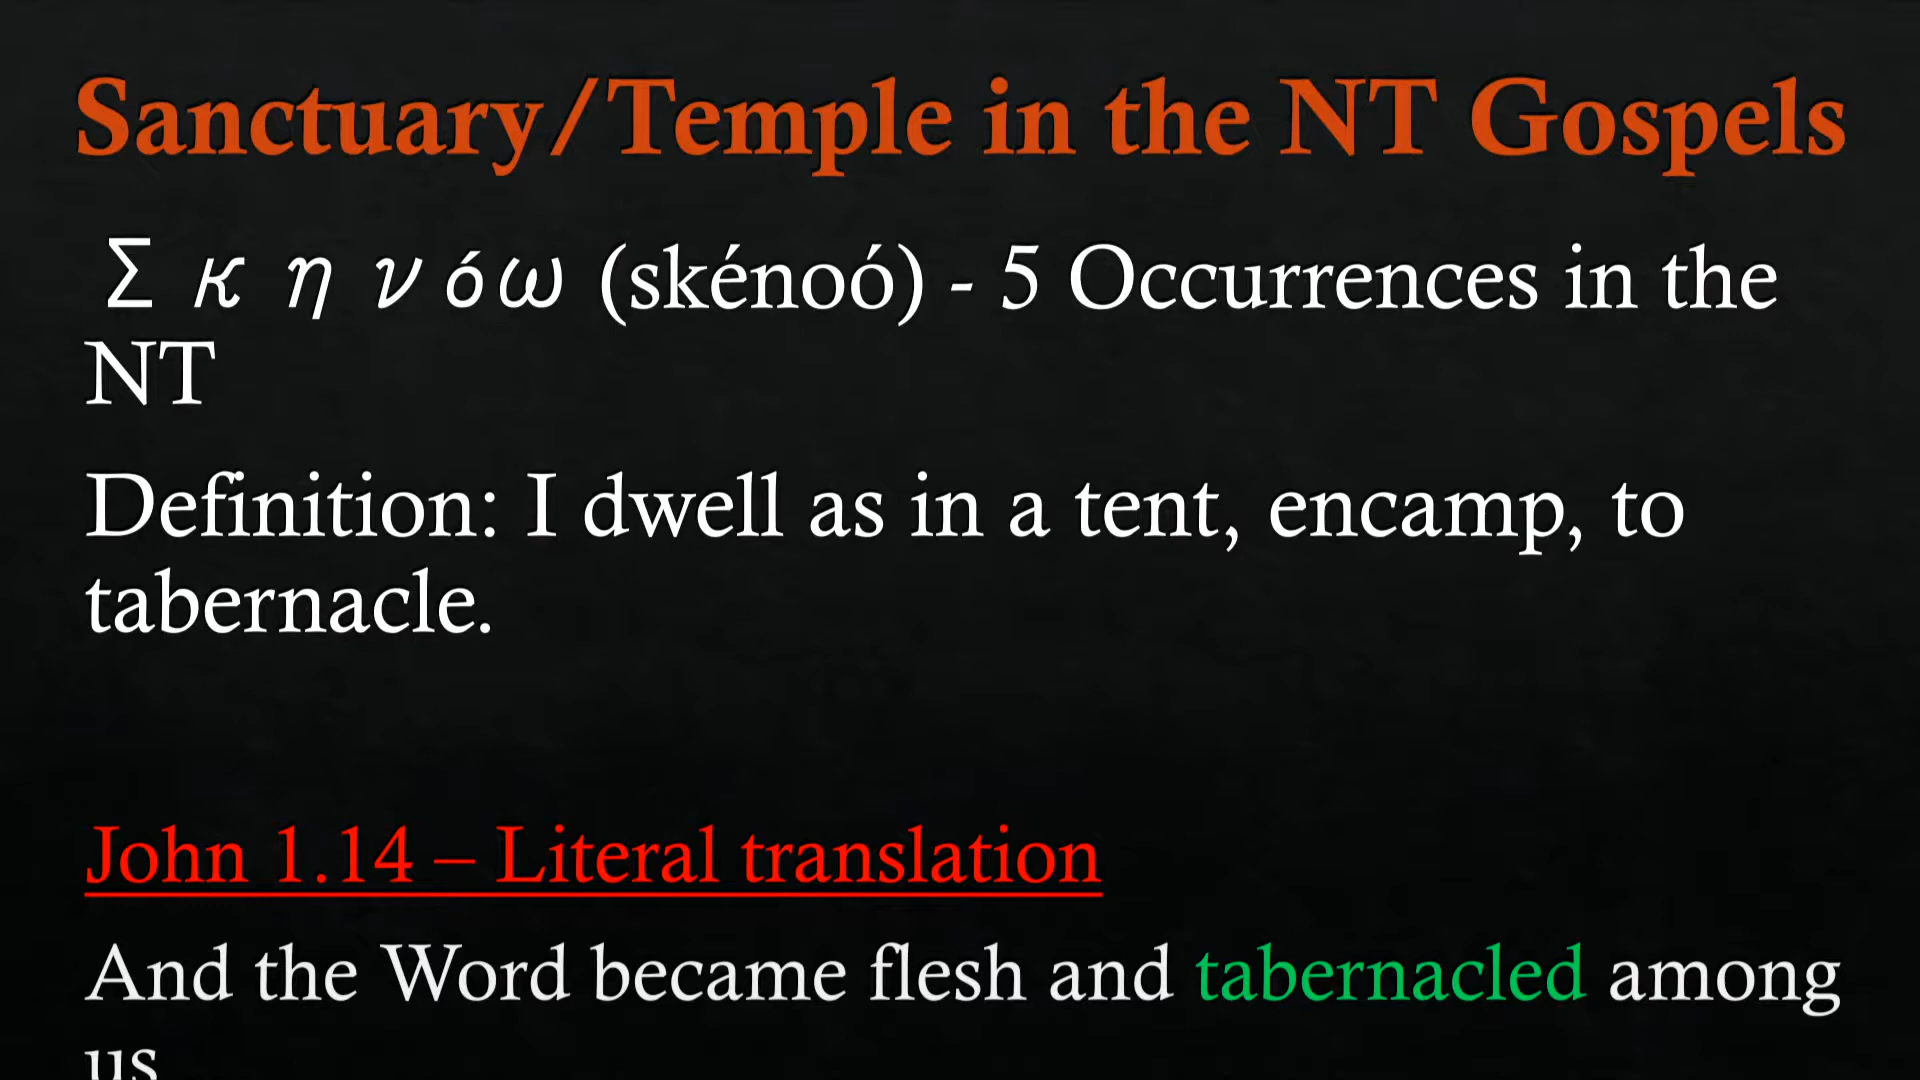 Sanctuary/Temple in the NT Gospels
Σκηνόω (skénoó) - 5 Occurrences in the
NT
Definition: I dwell as in a tent, encamp, to
tabernacle.
John 1.14 – Literal translation
And the Word became flesh and tabernacled among
us